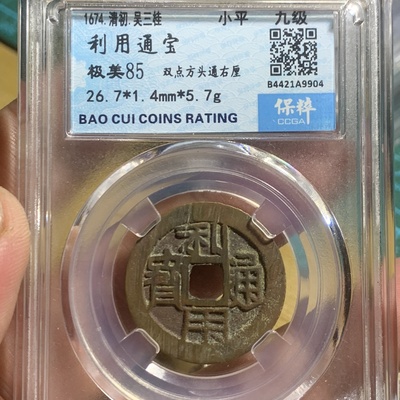 1674.清初.吴三桂 小平 九级
利用通宝
极美85 双点方头通右厘
B4421A9904
26.7*1.4mm*5.7g
保粹
CCGA
BAO CUI COINS RATING
利
寳 通
用